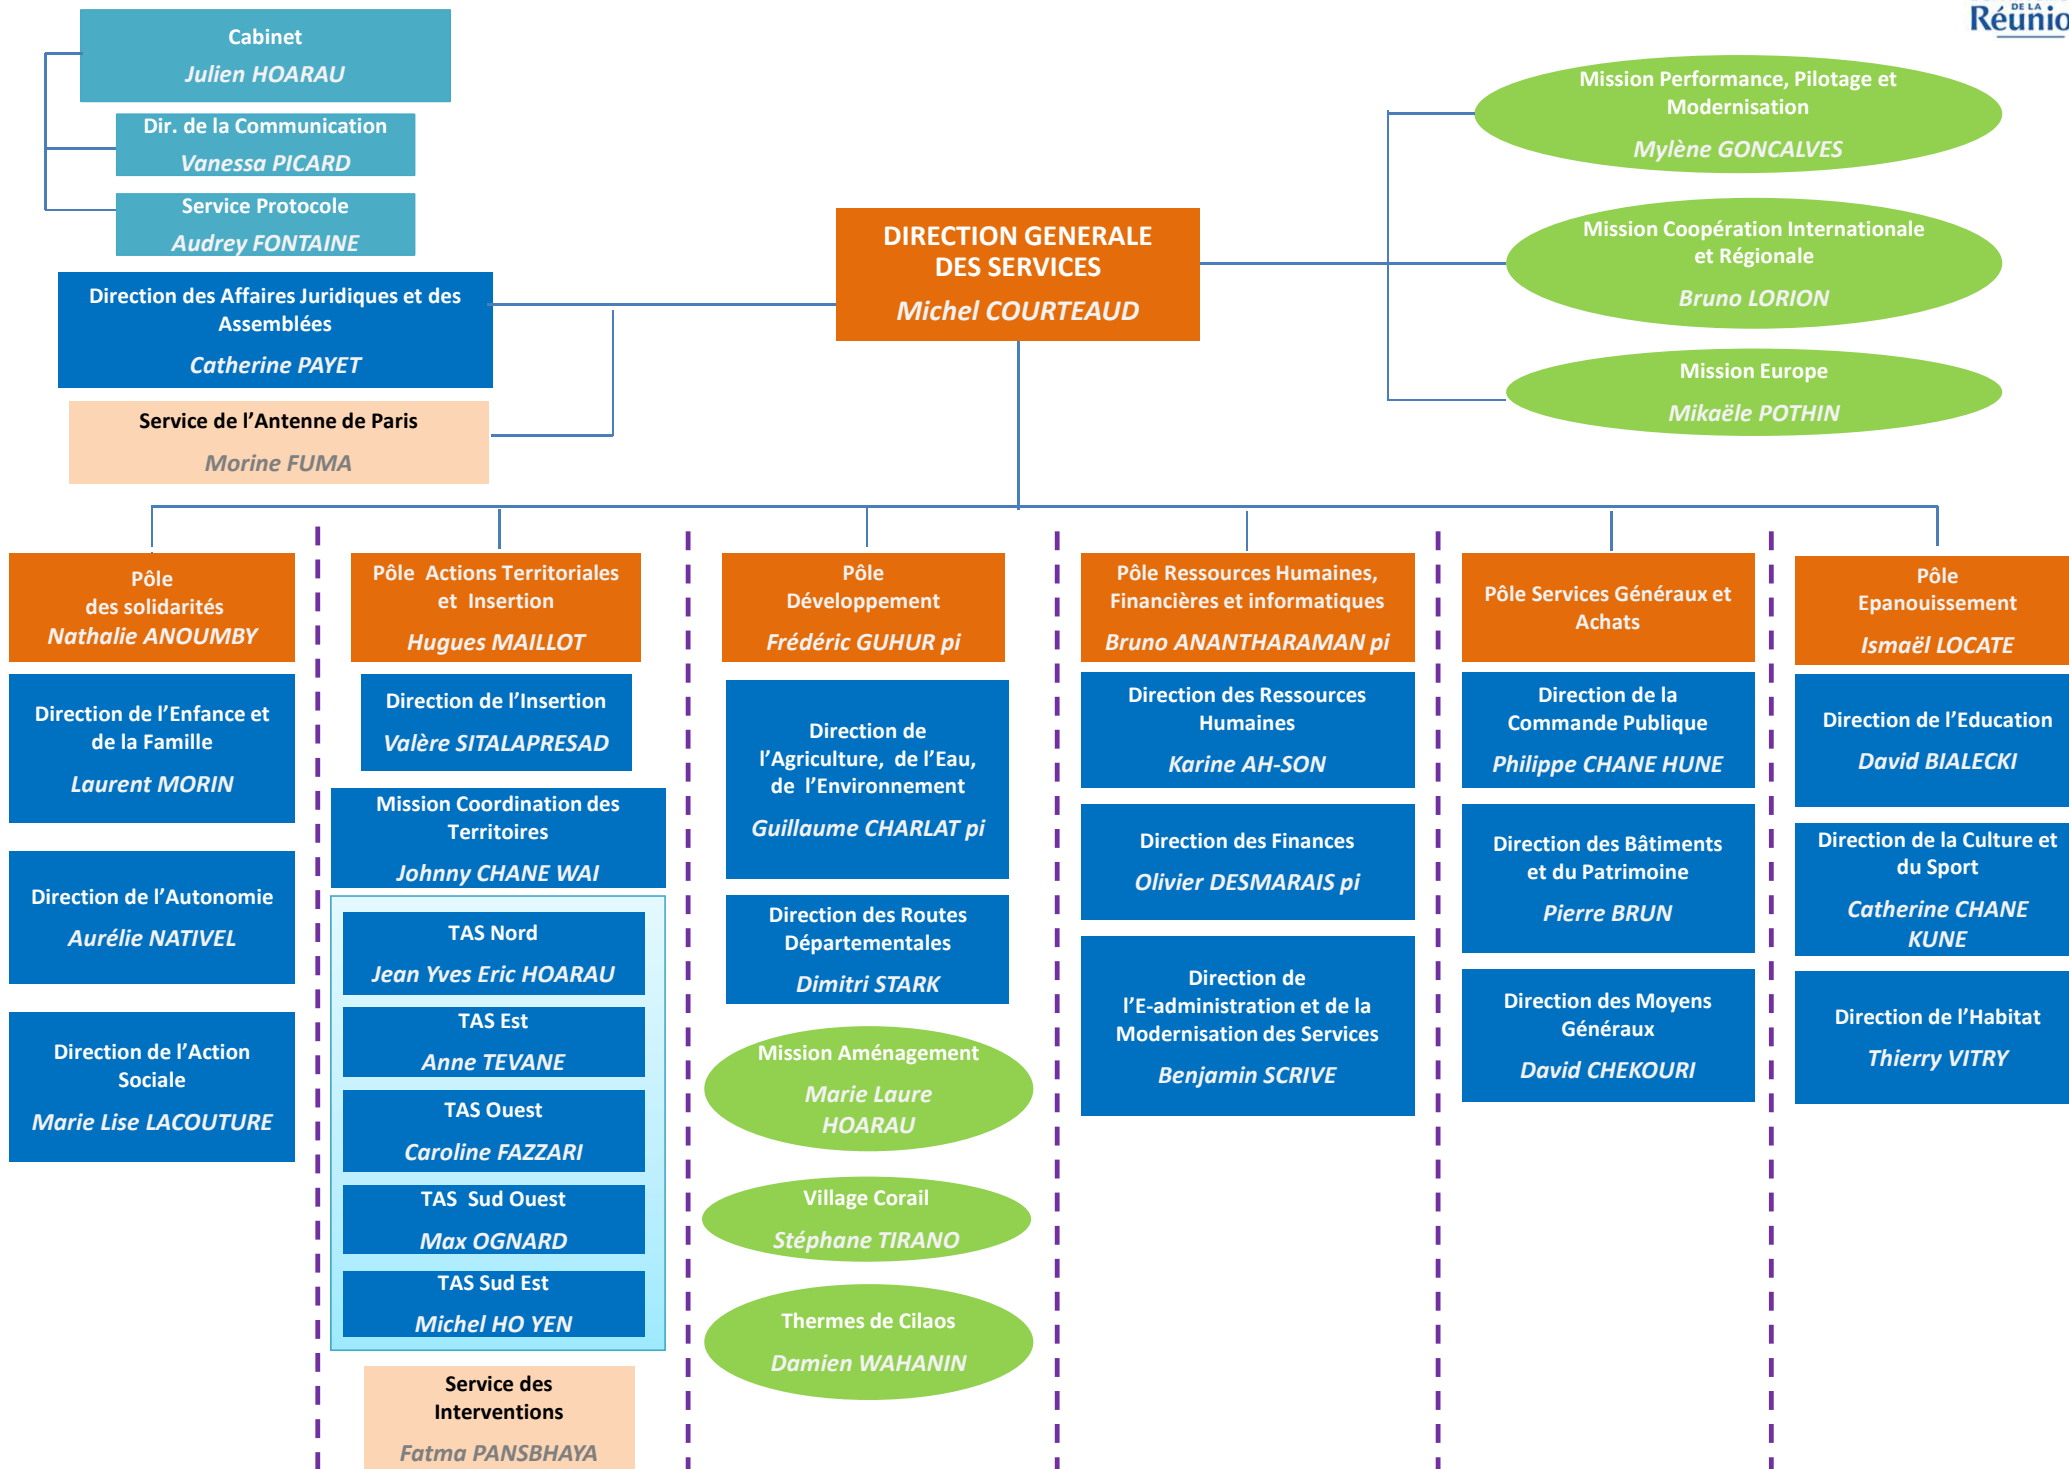 DE LA
Réunio
Cabinet
Julien HOARAU
Dir. de la Communication
Vanessa PICARD
Service Protocole
Audrey FONTAINE
Direction des Affaires Juridiques et des
Assemblées
Catherine PAYET
Service de l'Antenne de Paris
Morine FUMA
DIRECTION GENERALE
DES SERVICES
Michel COURTEAUD
Mission Performance, Pilotage et
Modernisation
Mylène GONCALVES
Mission Coopération Internationale
et Régionale
Bruno LORION
Mission Europe
Mikaële POTHIN
Pôle
des solidarités
Nathalie ANOUMBY
Direction de l'Enfance et
de la Famille
Laurent MORIN
Direction de l'Autonomie
Aurélie NATIVEL
Direction de l'Action
Sociale
Marie Lise LACOUTURE
Pôle Actions Territoriales
et Insertion
Hugues MAILLOT
Direction de l'Insertion
Valère SITALAPRESAD
Mission Coordination des
Territoires
Johnny CHANE WAI
TAS Nord
Jean Yves Eric HOARAU
TAS Est
Anne TEVANE
TAS Ouest
Caroline FAZZARI
TAS Sud Ouest
Max OGNARD
TAS Sud Est
Michel HO YEN
Service des
Interventions
Fatma PANSBHAYA
Pôle
Développement
Frédéric GUHUR pi
Direction de
l'Agriculture, de l'Eau,
de l'Environnement
Guillaume CHARLAT pi
Direction des Routes
Départementales
Dimitri STARK
Mission Aménagement
Marie Laure
HOARAU
Village Corail
Stéphane TIRANO
Thermes de Cilaos
Damien WAHANIN
Pôle Ressources Humaines,
Financières et informatiques
Bruno ANANTHARAMAN pi
Direction des Ressources
Humaines
Karine AH-SON
Direction des Finances
Olivier DESMARAIS pi
Direction de
l'E-administration et de la
Modernisation des Services
Benjamin SCRIVE
Pôle Services Généraux et
Achats
Direction de la
Commande Publique
Philippe CHANE HUNE
Direction des Bâtiments
et du Patrimoine
Pierre BRUN
Direction des Moyens
Généraux
David CHEKOURI
Pôle
Epanouissement
Ismaël LOCATE
Direction de l'Education
David BIALECKI
Direction de la Culture et
du Sport
Catherine CHANE
KUNE
Direction de l'Habitat
Thierry VITRY